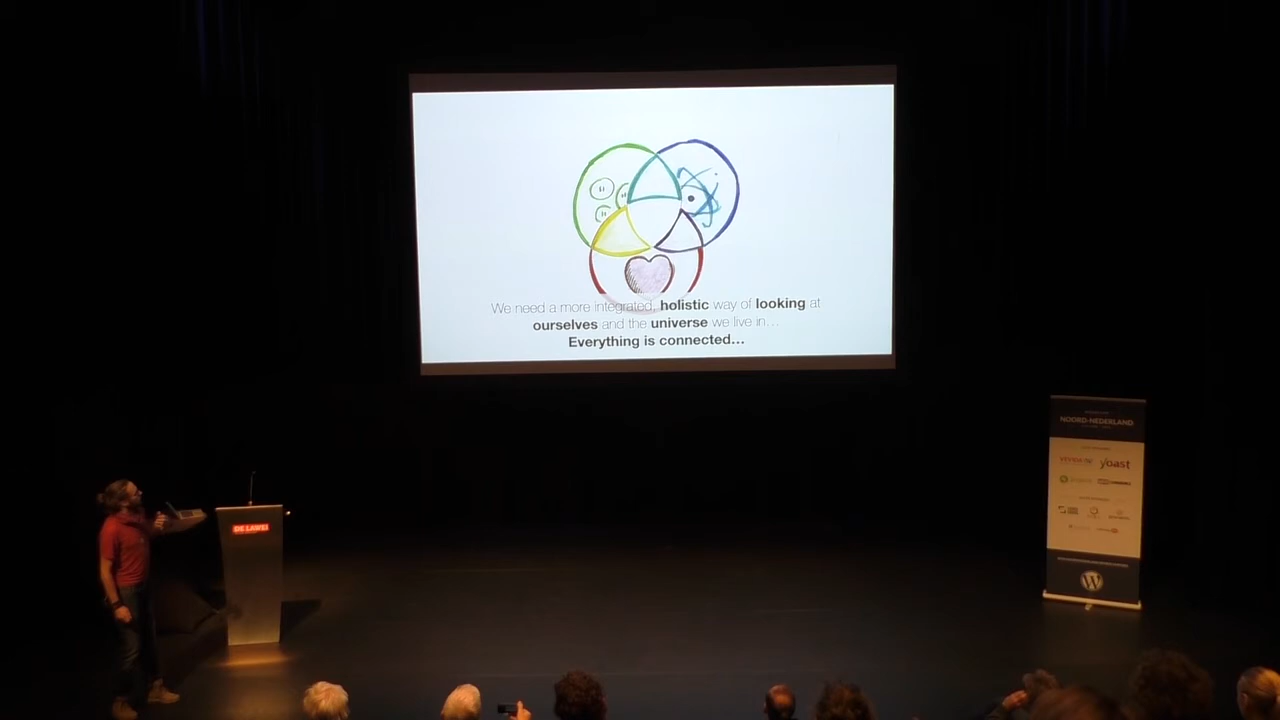 We need a more integrated, holistic way of looking at
ourselves and the universe we live in...
Everything is connected...
DE LAWEI
NOORD-NEDERLAND
yoast
W